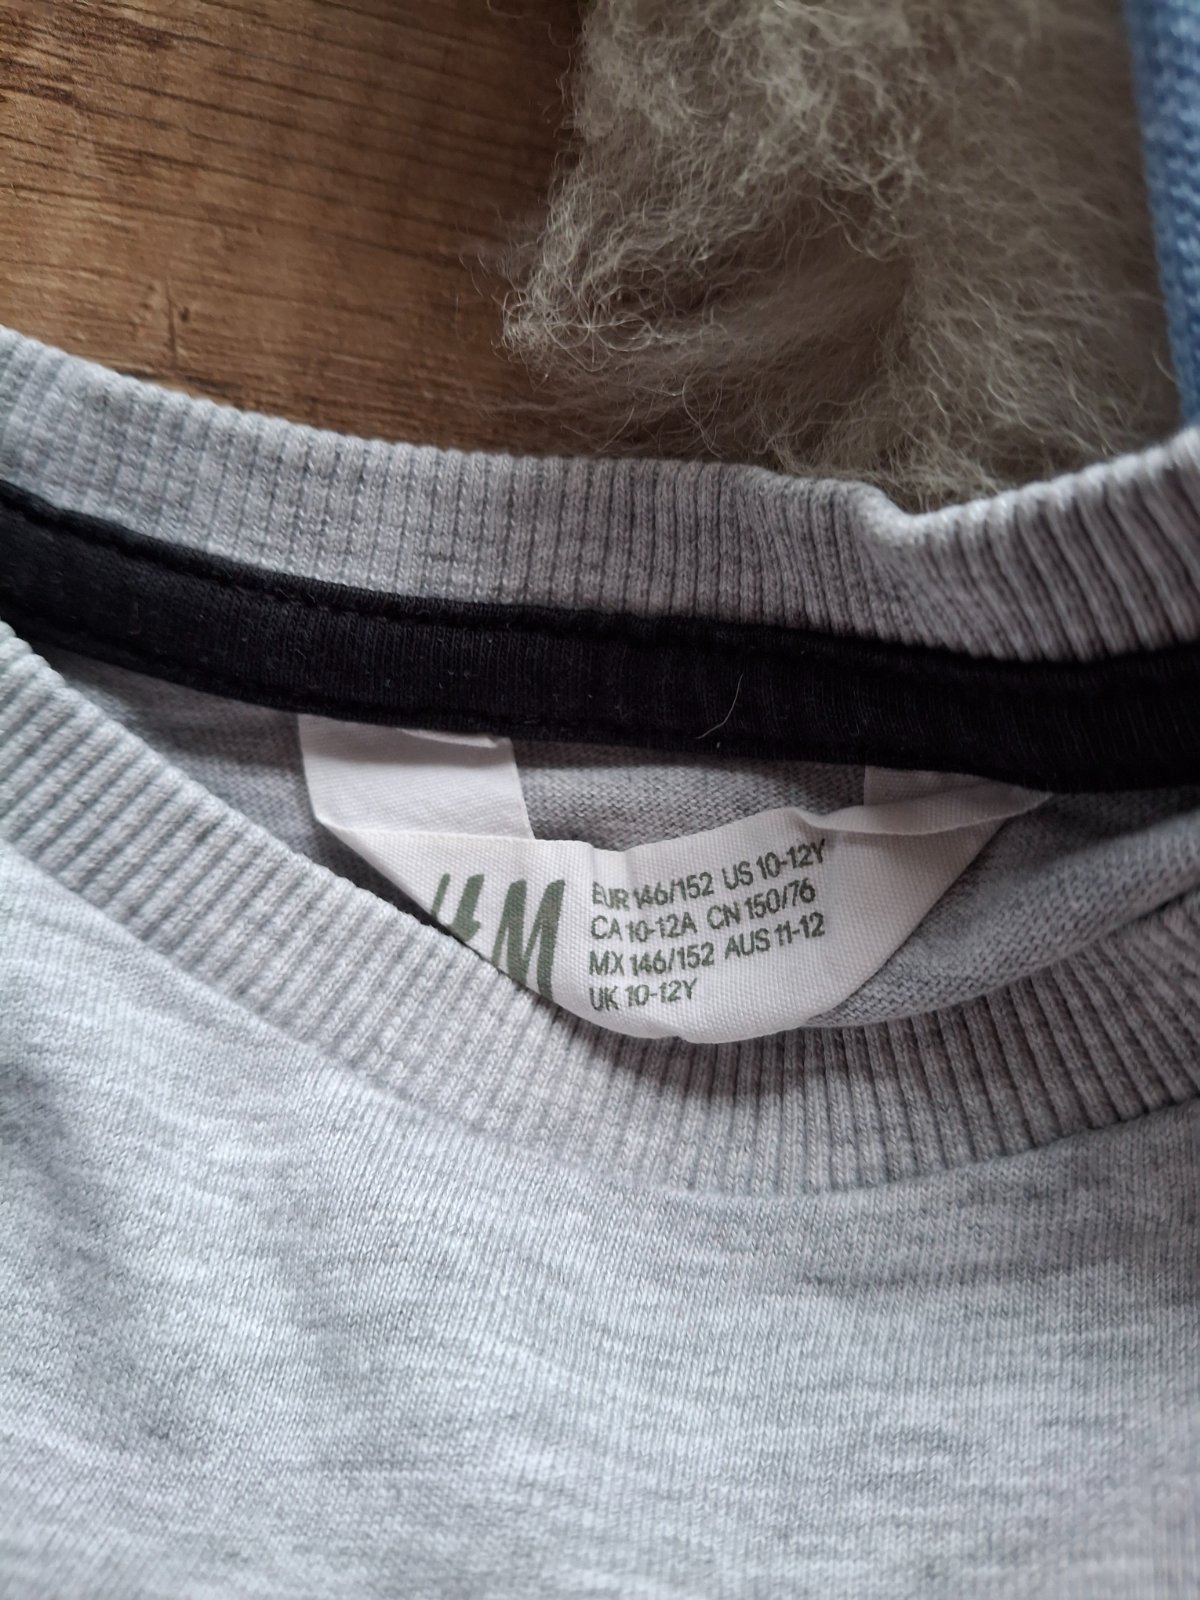 H&M
EUR 146/152 US 10-12Y
CA 10-12A CN 150/76
MX 146/152 AUS 11-12
UK 10-12Y